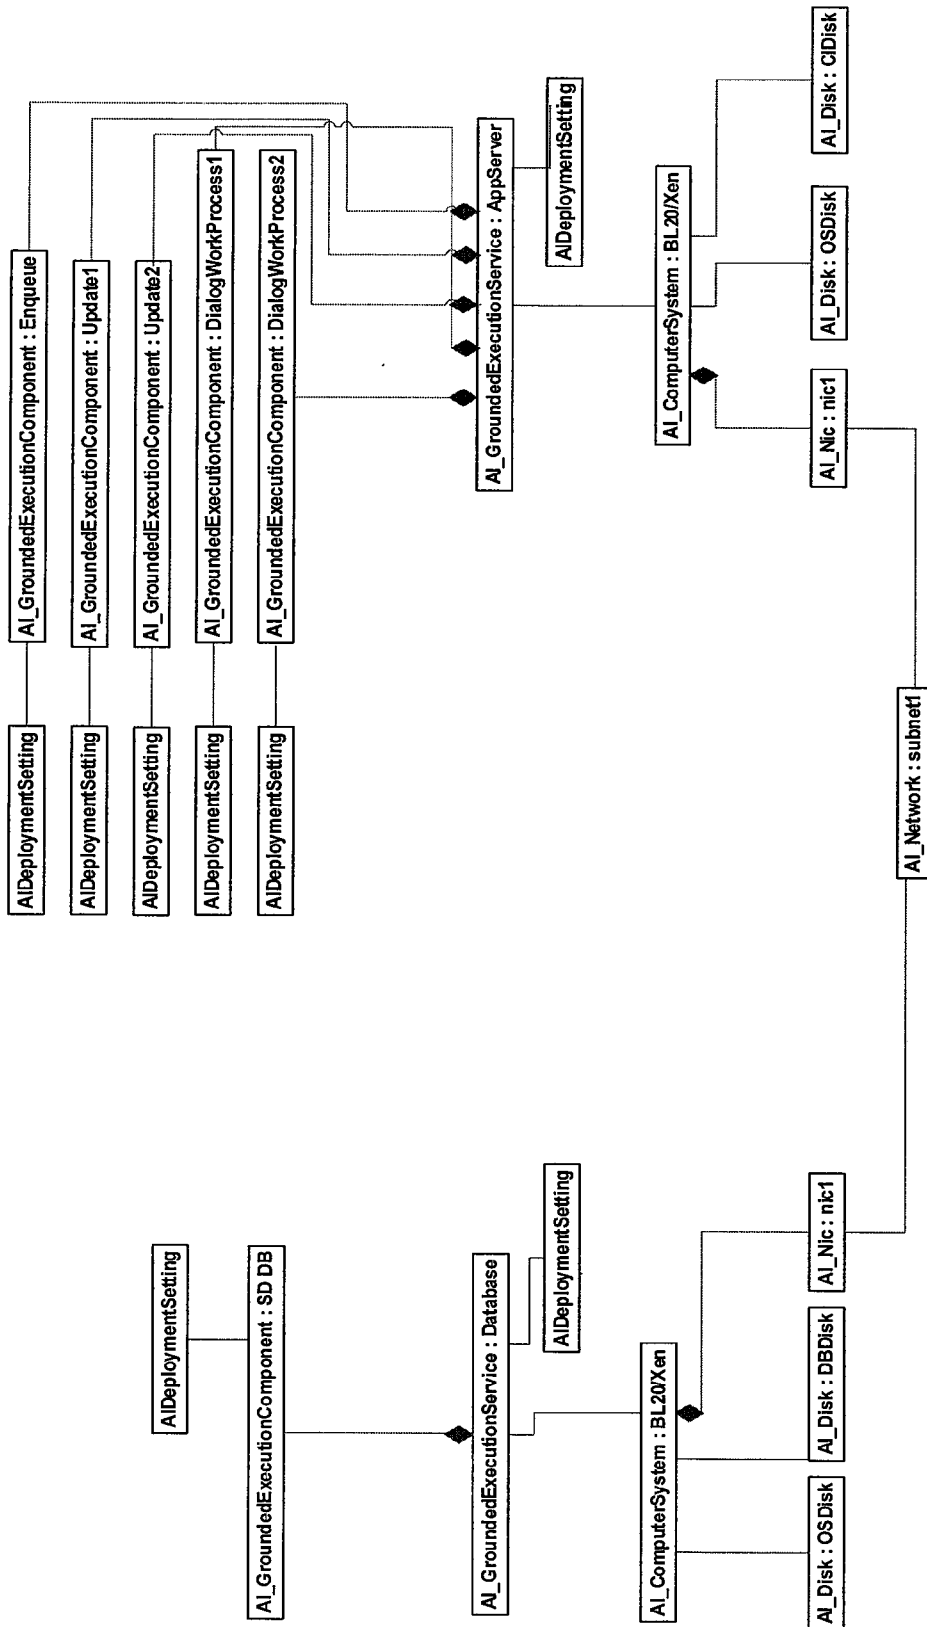 AIDeploymentSetting
AI_GroundedExecutionComponent : Enqueue
AIDeploymentSetting
AI_GroundedExecutionComponent : Update1
AIDeploymentSetting
AI_GroundedExecutionComponent : Update2
AIDeploymentSetting
AI_GroundedExecutionComponent : DialogWorkProcess1
AIDeploymentSetting
AI_GroundedExecutionComponent : DialogWorkProcess2
AIDeploymentSetting
AI_GroundedExecutionComponent : SD DB
AI_GroundedExecutionService : Database
AIDeploymentSetting
AI_GroundedExecutionService : AppServer
AIDeploymentSetting
AI_ComputerSystem : BL20/Xen
AI_ComputerSystem : BL20/Xen
AI_Disk : OSDisk
AI_Disk : DBDisk
AI_Nic : nic1
AI_Nic : nic1
AI_Disk : OSDisk
AI_Disk : CIDisk
AI_Network : subnet1